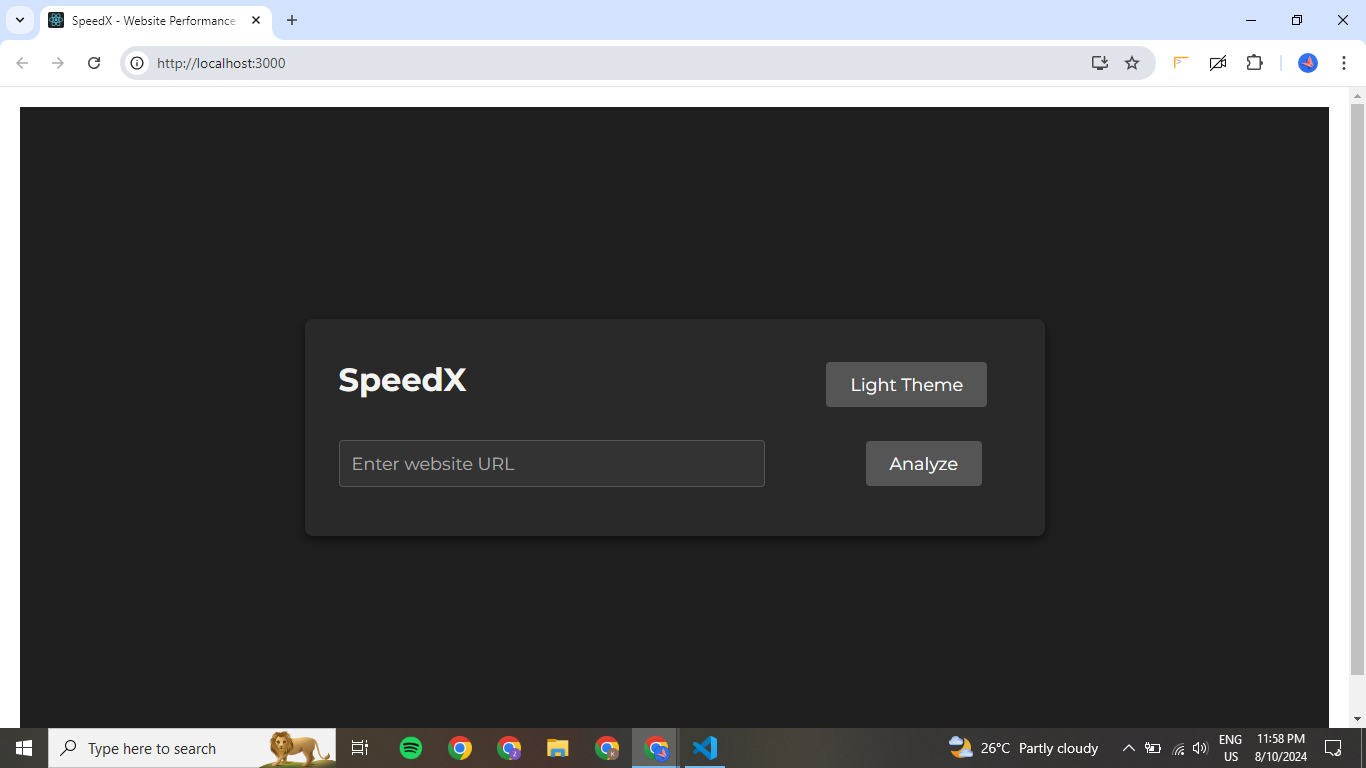 SpeedX - Website Performance
http://localhost:3000
SpeedX
Light Theme
Enter website URL
Analyze
Type here to search
26°C Partly cloudy
ENG
US
11:58 PM
8/10/2024